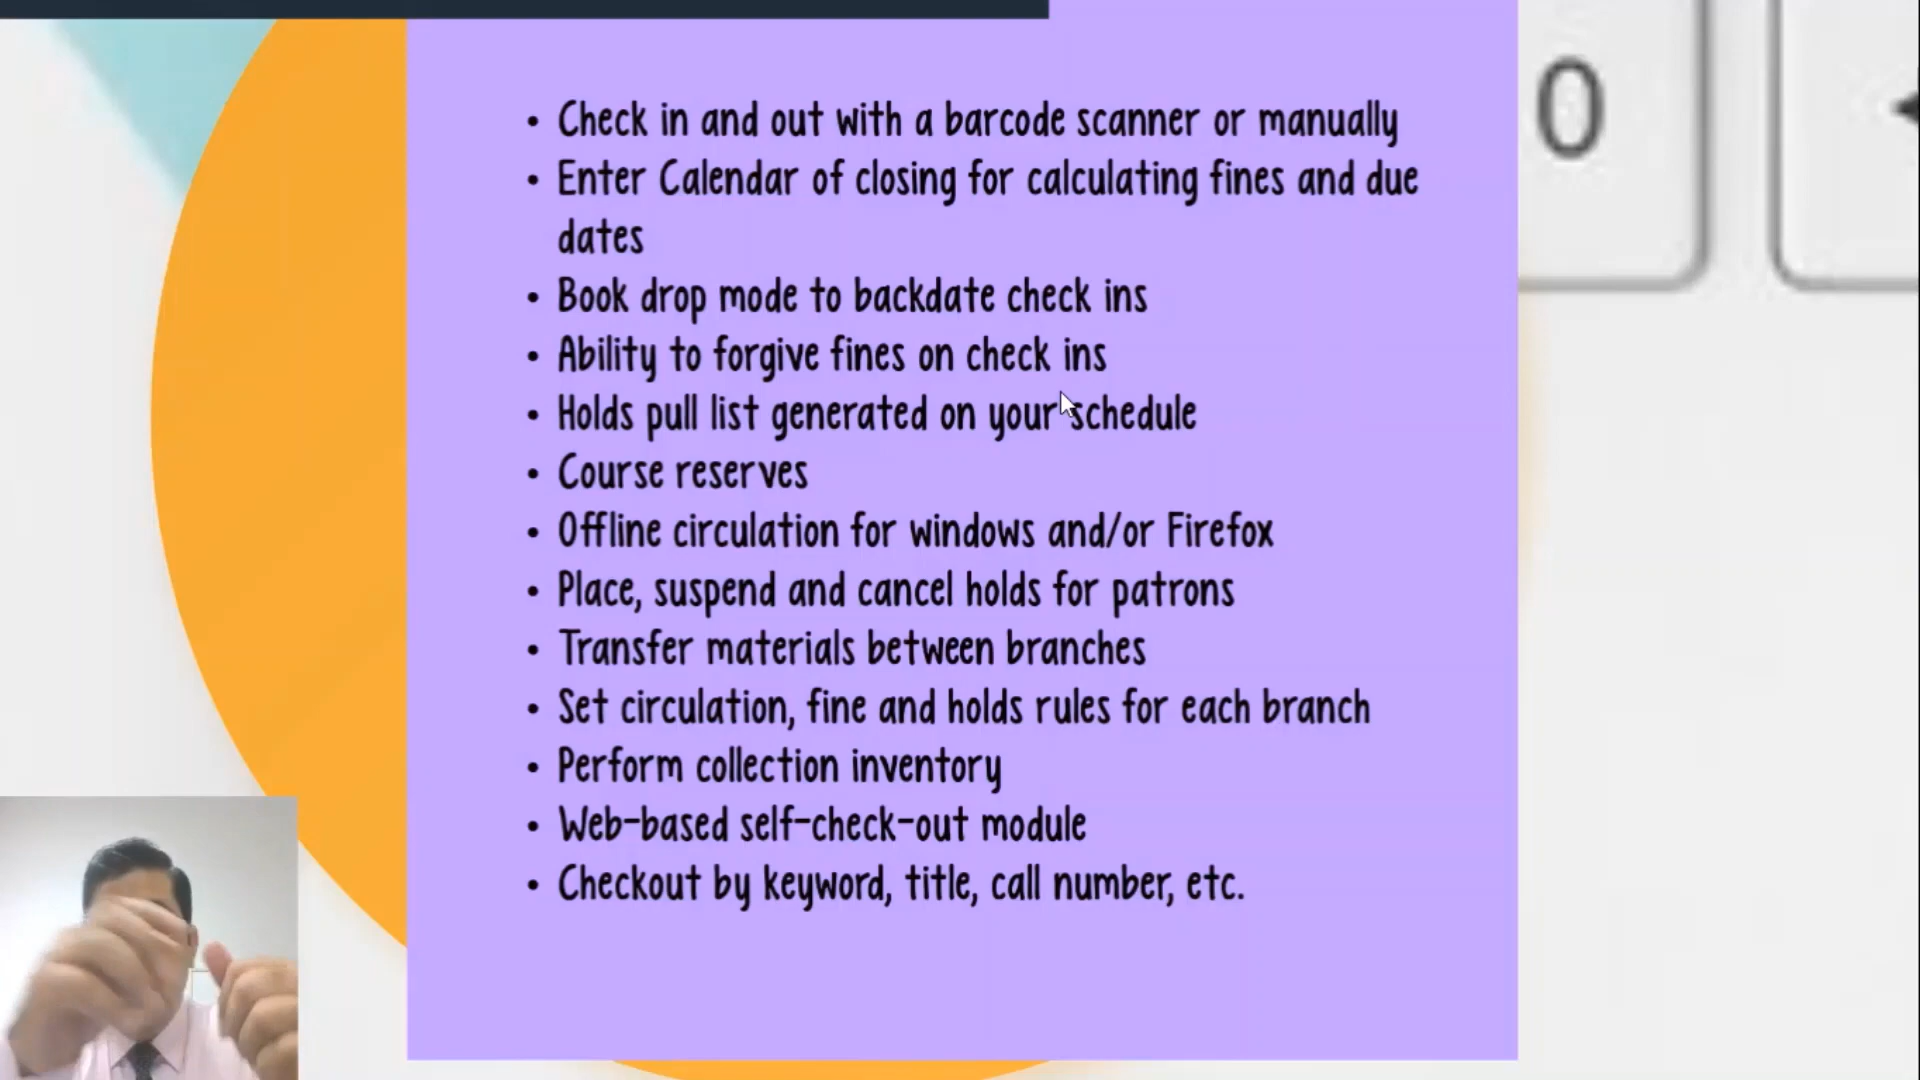 • Check in and out with a barcode scanner or manually
• Enter Calendar of closing for calculating fines and due
dates
• Book drop mode to backdate check ins
• Ability to forgive fines on check ins
• Holds pull list generated on your schedule
• Course reserves
• Offline circulation for windows and/or Firefox
• Place, suspend and cancel holds for patrons
• Transfer materials between branches
• Set circulation, fine and holds rules for each branch
• Perform collection inventory
• Web-based self-check-out module
• Checkout by keyword, title, call number, etc.
0